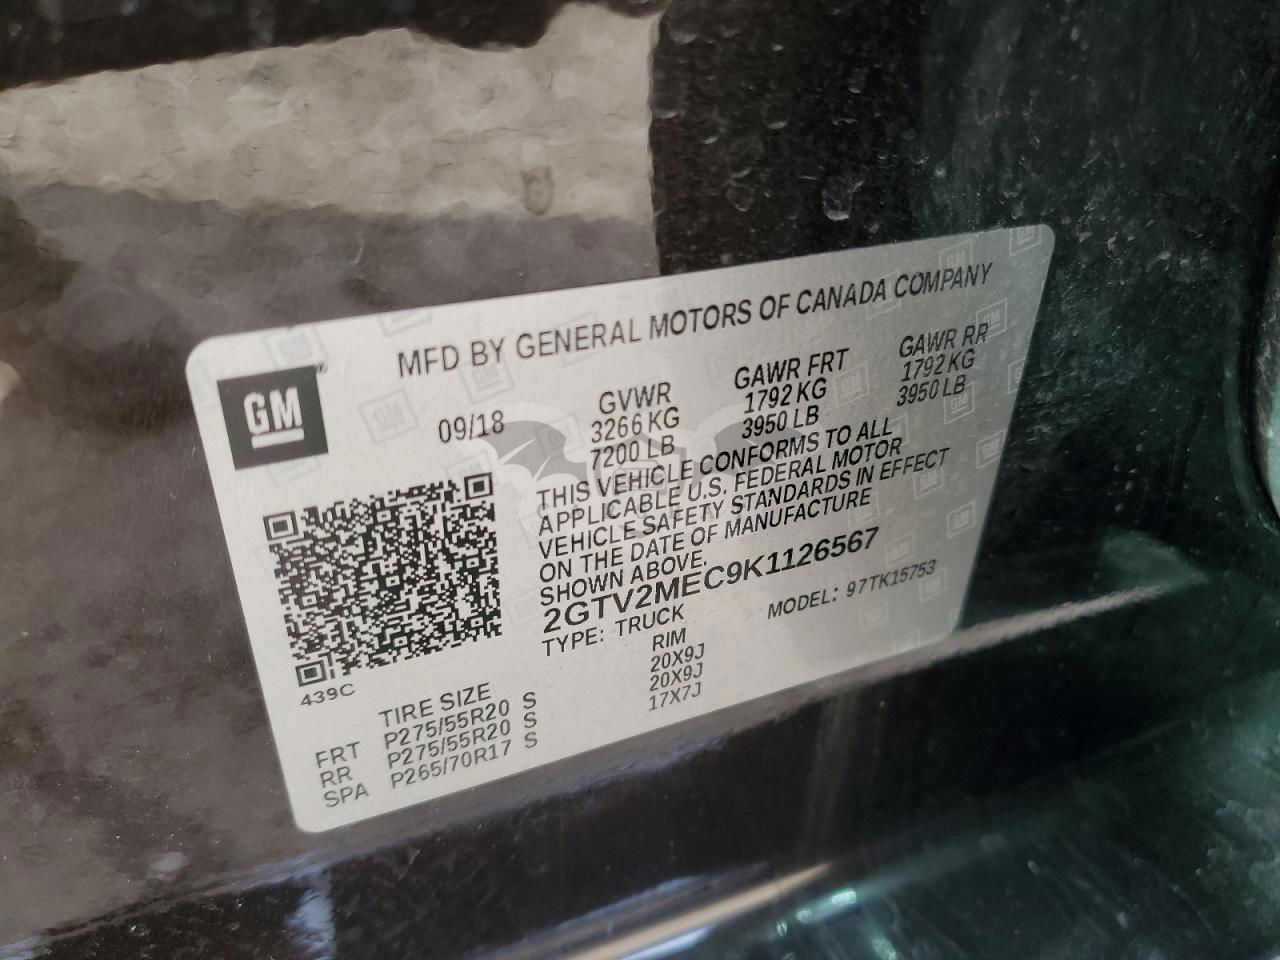 MFD BY GENERAL MOTORS OF CANADA COMPANY
GM
09/18
GVWR GAWR FRT GAWR RR
3266 KG 1792 KG 1792 KG
7200 LB 3950 LB 3950 LB
THIS VEHICLE CONFORMS TO ALL
APPLICABLE U.S. FEDERAL MOTOR
VEHICLE SAFETY STANDARDS IN EFFECT
ON THE DATE OF MANUFACTURE
SHOWN ABOVE.
2GTV2MEC9K1126567
TYPE: TRUCK MODEL: 97TK15753
439C
TIRE SIZE RIM
FRT P275/55R20 S 20X9J
RR P275/55R20 S 20X9J
SPA P265/70R17 S 17X7J